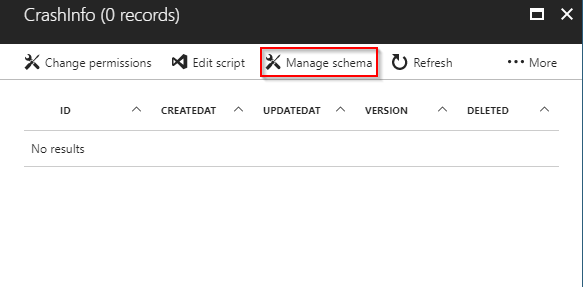 CrashInfo (0 records)
Change permissions Edit script Manage schema Refresh ••• More
ID CREATEDAT UPDATEDAT VERSION DELETED
No results